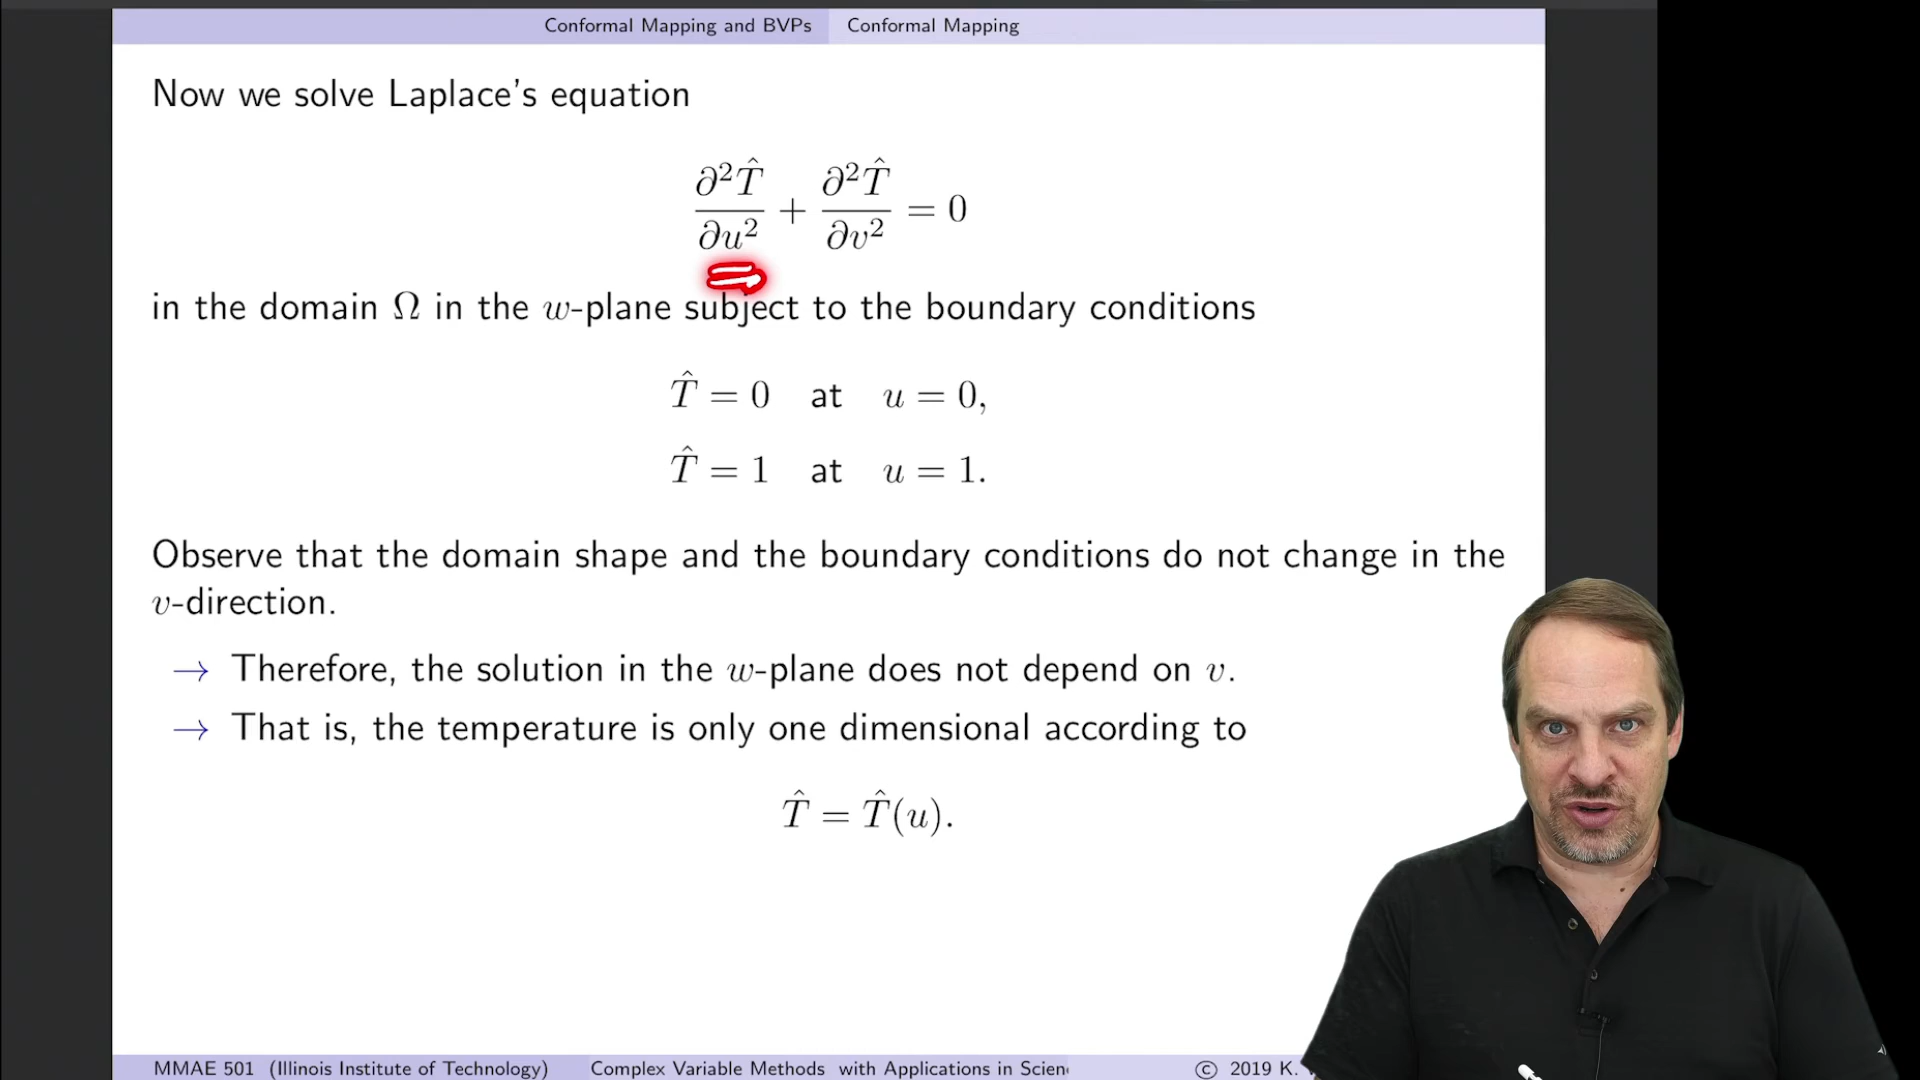 Conformal Mapping and BVPs Conformal Mapping
Now we solve Laplace's equation
∂²T̂/∂u² + ∂²T̂/∂v² = 0
in the domain Ω in the w-plane subject to the boundary conditions
T̂ = 0 at u = 0,
T̂ = 1 at u = 1.
Observe that the domain shape and the boundary conditions do not change in the
v-direction.
→ Therefore, the solution in the w-plane does not depend on v.
→ That is, the temperature is only one dimensional according to
T̂ = T̂(u).
MMAE 501 (Illinois Institute of Technology) Complex Variable Methods with Applications in Scien © 2019 K.